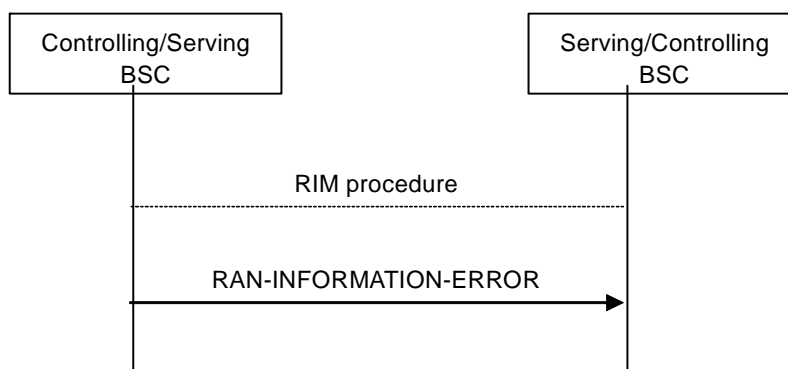 Controlling/Serving
BSC
Serving/Controlling
BSC
RIM procedure
RAN-INFORMATION-ERROR